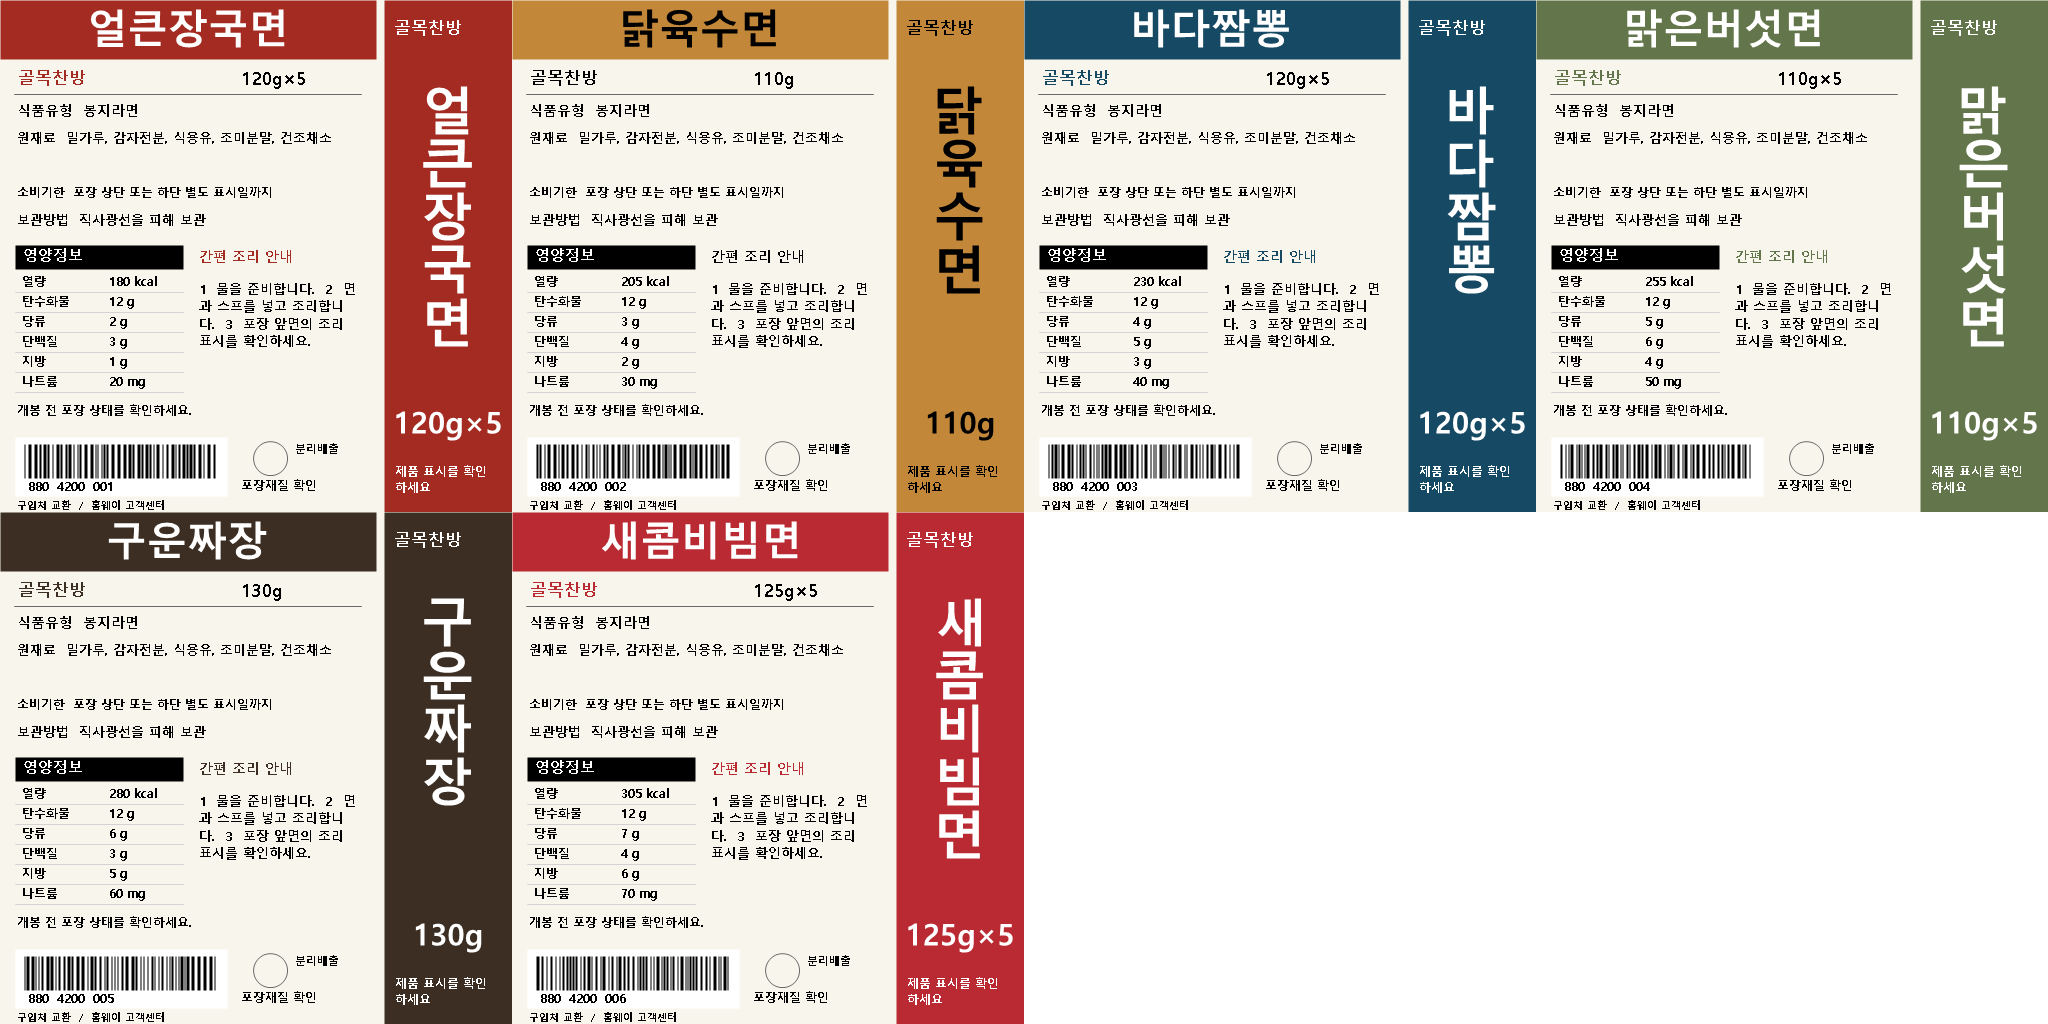 얼큰장국면
골목찬방 120g×5
식품유형 봉지라면
원재료 밀가루, 감자전분, 식용유, 조미분말, 건조채소
소비기한 포장 상단 또는 하단 별도 표시일까지
보관방법 직사광선을 피해 보관
영양정보
열량 180 kcal
탄수화물 12 g
당류 2 g
단백질 3 g
지방 1 g
나트륨 20 mg
간편 조리 안내
1 물을 준비합니다. 2 면
과 스프를 넣고 조리합니
다. 3 포장 앞면의 조리
표시를 확인하세요.
개봉 전 포장 상태를 확인하세요.
880 4200 001
분리배출
포장재질 확인
구입처 교환 / 홈웨이 고객센터
골목찬방
얼큰장국면
120g×5
제품 표시를 확인
하세요
닭육수면
골목찬방 110g
식품유형 봉지라면
원재료 밀가루, 감자전분, 식용유, 조미분말, 건조채소
소비기한 포장 상단 또는 하단 별도 표시일까지
보관방법 직사광선을 피해 보관
영양정보
열량 205 kcal
탄수화물 12 g
당류 3 g
단백질 4 g
지방 2 g
나트륨 30 mg
간편 조리 안내
1 물을 준비합니다. 2 면
과 스프를 넣고 조리합니
다. 3 포장 앞면의 조리
표시를 확인하세요.
개봉 전 포장 상태를 확인하세요.
880 4200 002
분리배출
포장재질 확인
구입처 교환 / 홈웨이 고객센터
골목찬방
닭육수면
110g
제품 표시를 확인
하세요
바다짬뽕
골목찬방 120g×5
식품유형 봉지라면
원재료 밀가루, 감자전분, 식용유, 조미분말, 건조채소
소비기한 포장 상단 또는 하단 별도 표시일까지
보관방법 직사광선을 피해 보관
영양정보
열량 230 kcal
탄수화물 12 g
당류 4 g
단백질 5 g
지방 3 g
나트륨 40 mg
간편 조리 안내
1 물을 준비합니다. 2 면
과 스프를 넣고 조리합니
다. 3 포장 앞면의 조리
표시를 확인하세요.
개봉 전 포장 상태를 확인하세요.
880 4200 003
분리배출
포장재질 확인
구입처 교환 / 홈웨이 고객센터
골목찬방
바다짬뽕
120g×5
제품 표시를 확인
하세요
맑은버섯면
골목찬방 110g×5
식품유형 봉지라면
원재료 밀가루, 감자전분, 식용유, 조미분말, 건조채소
소비기한 포장 상단 또는 하단 별도 표시일까지
보관방법 직사광선을 피해 보관
영양정보
열량 255 kcal
탄수화물 12 g
당류 5 g
단백질 6 g
지방 4 g
나트륨 50 mg
간편 조리 안내
1 물을 준비합니다. 2 면
과 스프를 넣고 조리합니
다. 3 포장 앞면의 조리
표시를 확인하세요.
개봉 전 포장 상태를 확인하세요.
880 4200 004
분리배출
포장재질 확인
구입처 교환 / 홈웨이 고객센터
골목찬방
맑은버섯면
110g×5
제품 표시를 확인
하세요
구운짜장
골목찬방 130g
식품유형 봉지라면
원재료 밀가루, 감자전분, 식용유, 조미분말, 건조채소
소비기한 포장 상단 또는 하단 별도 표시일까지
보관방법 직사광선을 피해 보관
영양정보
열량 280 kcal
탄수화물 12 g
당류 6 g
단백질 3 g
지방 5 g
나트륨 60 mg
간편 조리 안내
1 물을 준비합니다. 2 면
과 스프를 넣고 조리합니
다. 3 포장 앞면의 조리
표시를 확인하세요.
개봉 전 포장 상태를 확인하세요.
880 4200 005
분리배출
포장재질 확인
구입처 교환 / 홈웨이 고객센터
골목찬방
구운짜장
130g
제품 표시를 확인
하세요
새콤비빔면
골목찬방 125g×5
식품유형 봉지라면
원재료 밀가루, 감자전분, 식용유, 조미분말, 건조채소
소비기한 포장 상단 또는 하단 별도 표시일까지
보관방법 직사광선을 피해 보관
영양정보
열량 305 kcal
탄수화물 12 g
당류 7 g
단백질 4 g
지방 6 g
나트륨 70 mg
간편 조리 안내
1 물을 준비합니다. 2 면
과 스프를 넣고 조리합니
다. 3 포장 앞면의 조리
표시를 확인하세요.
개봉 전 포장 상태를 확인하세요.
880 4200 006
분리배출
포장재질 확인
구입처 교환 / 홈웨이 고객센터
골목찬방
새콤비빔면
125g×5
제품 표시를 확인
하세요